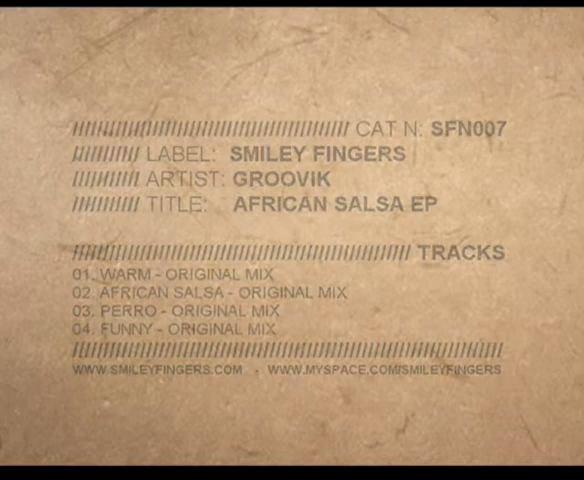 //////////////////////////////////////// CAT N: SFN007
////////// LABEL: SMILEY FINGERS
////////// ARTIST: GROOVIK
////////// TITLE: AFRICAN SALSA EP
///////////////////////////////////////////////// TRACKS
01. WARM - ORIGINAL MIX
02. AFRICAN SALSA - ORIGINAL MIX
03. PERRO - ORIGINAL MIX
04. FUNNY - ORIGINAL MIX
//////////////////////////////////////////////////////////////
WWW.SMILEYFINGERS.COM - WWW.MYSPACE.COM/SMILEYFINGERS